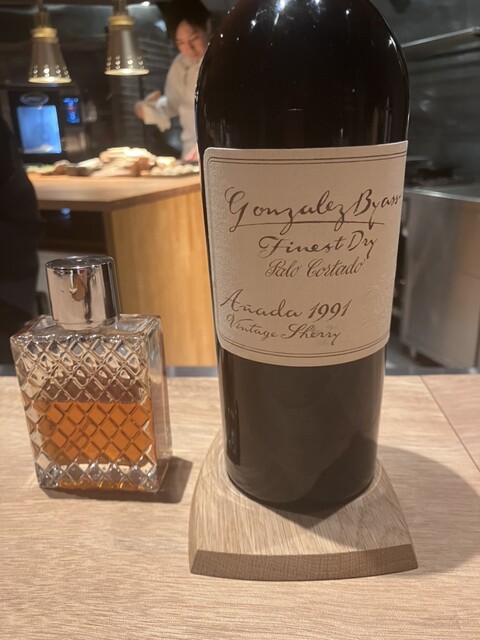 Gonzalez Byass
Finest Dry
Palo Cortado
Añada 1991
Vintage Sherry